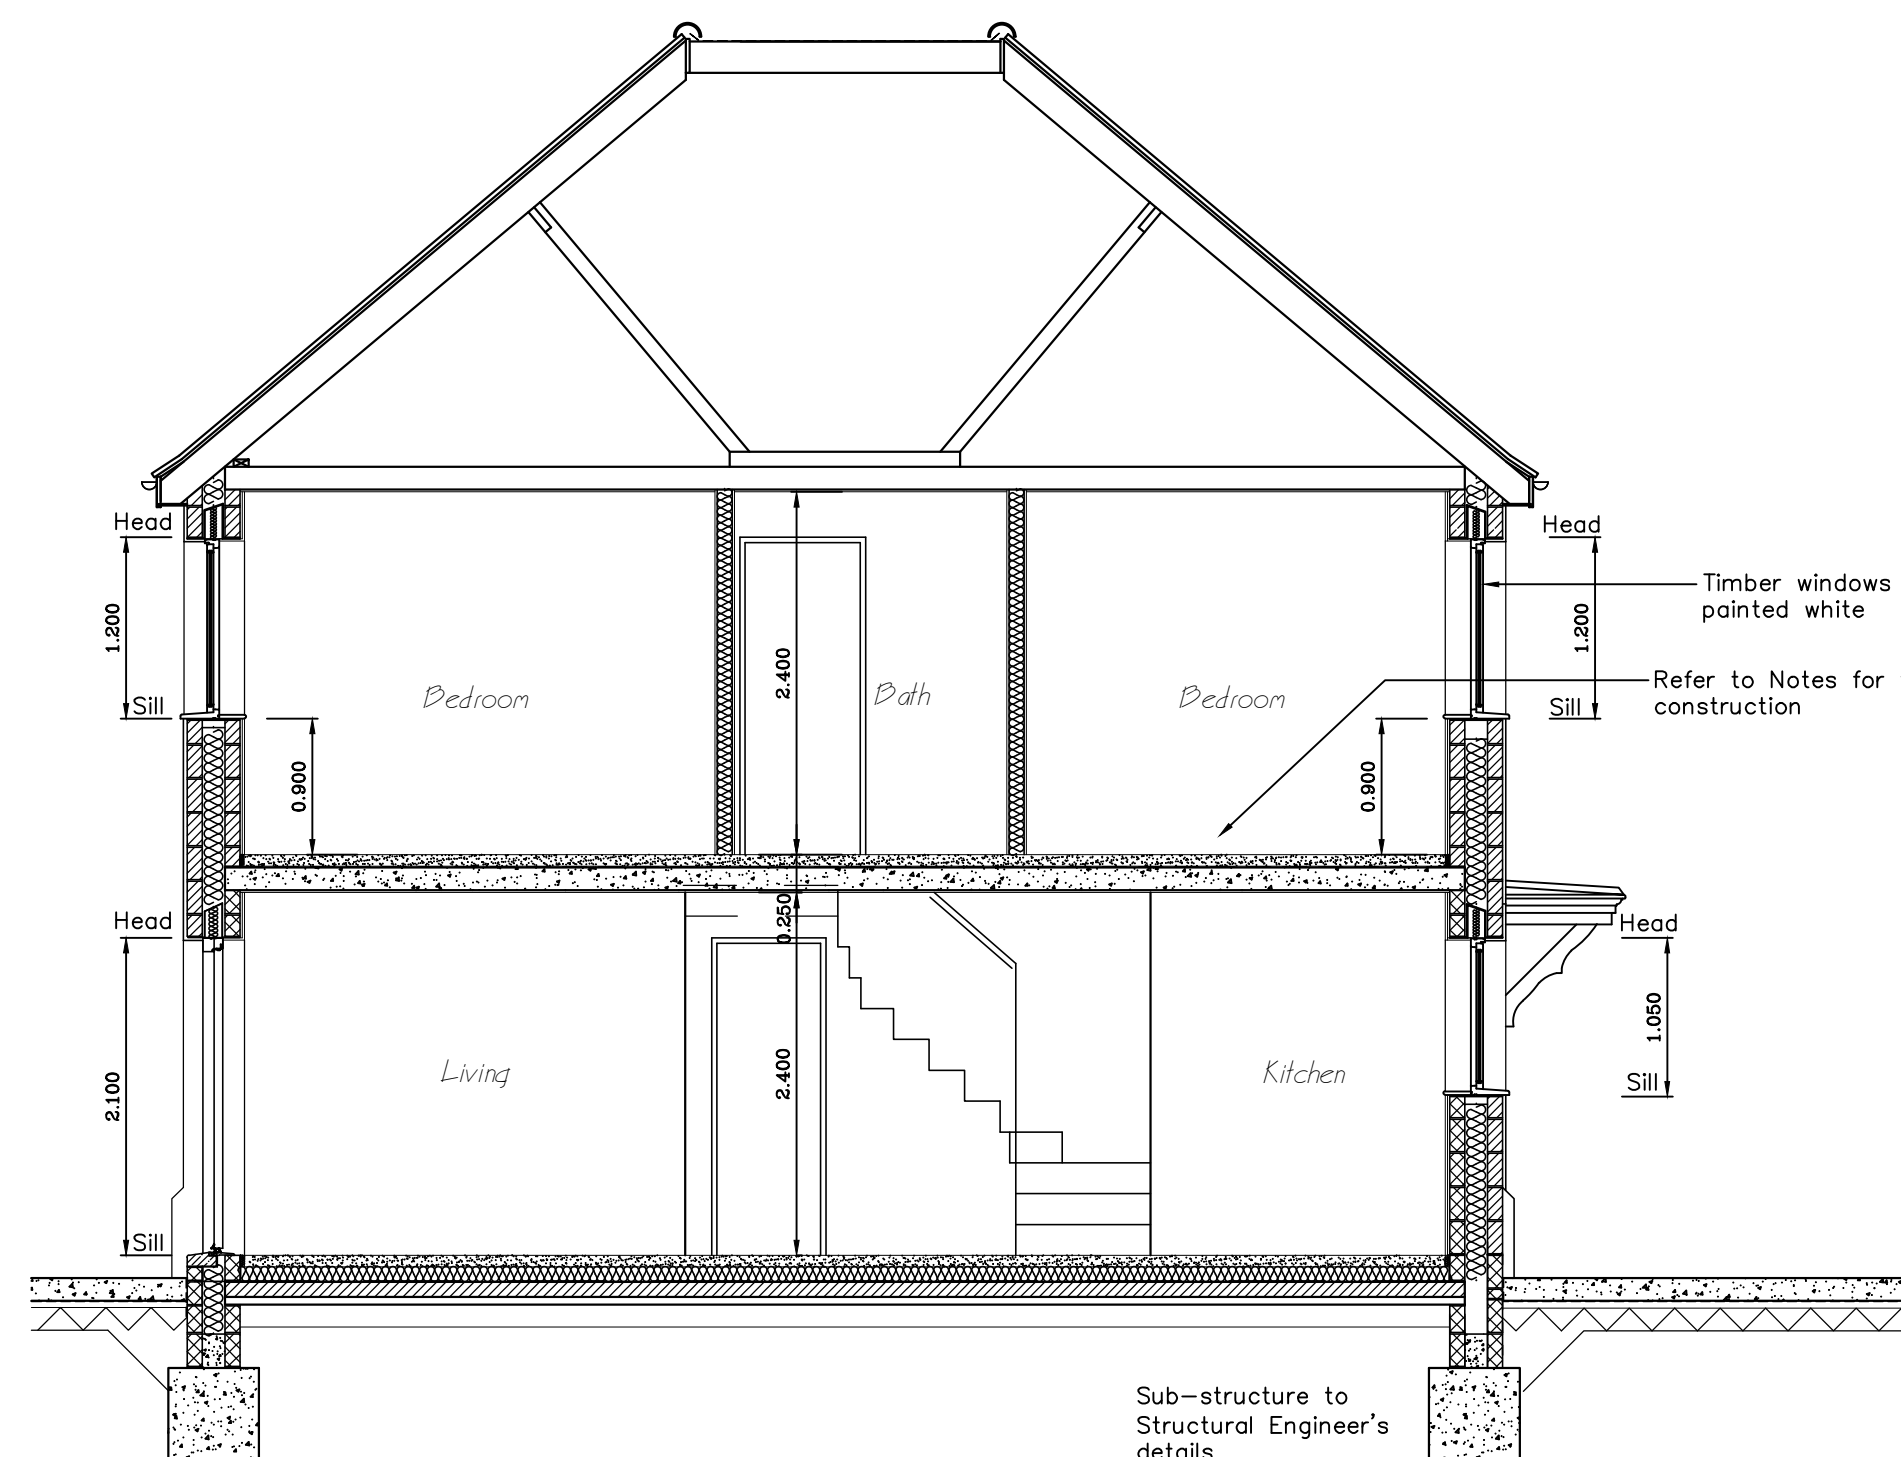 Head
Head
1.200
Timber windows
painted white
1.200
2.400
Bedroom
Bath
Bedroom
Refer to Notes for
construction
Sill
Sill
0.900
0.900
Head
0.250
Head
1.050
2.100
Living
2.400
Kitchen
Sill
Sill
Sub-structure to
Structural Engineer's
details